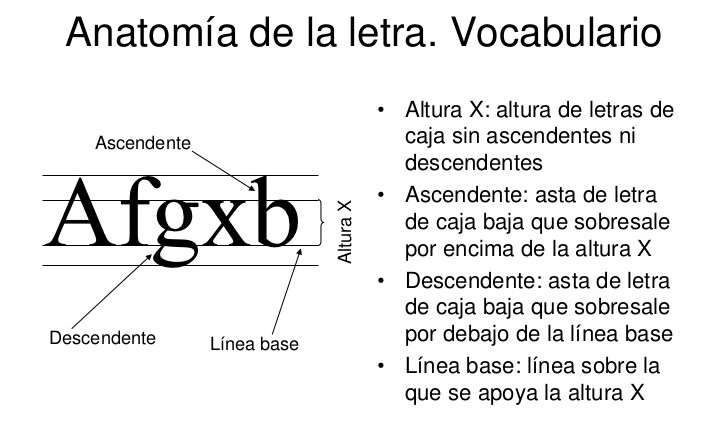 Anatomía de la letra. Vocabulario
Ascendente
Afgxb
Altura X
Descendente
Línea base
• Altura X: altura de letras de
caja sin ascendentes ni
descendentes
• Ascendente: asta de letra
de caja baja que sobresale
por encima de la altura X
• Descendente: asta de letra
de caja baja que sobresale
por debajo de la línea base
• Línea base: línea sobre la
que se apoya la altura X